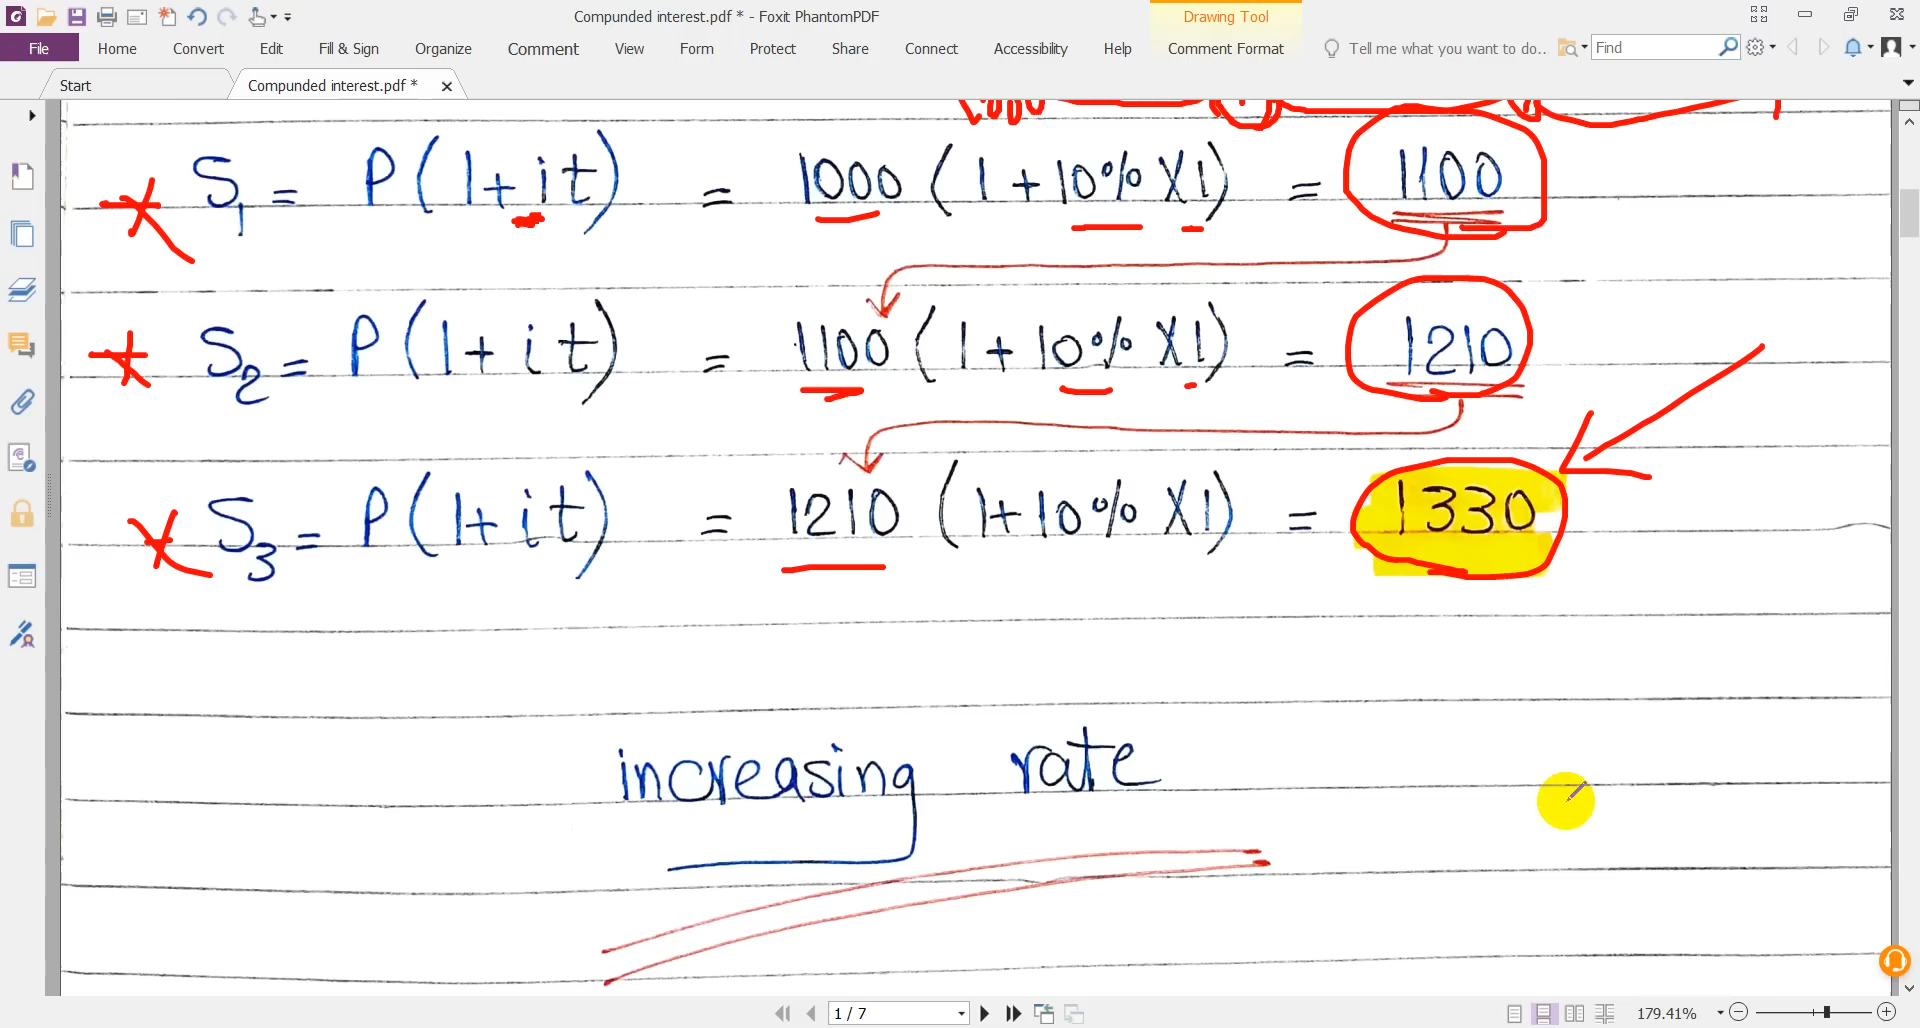 Compunded interest.pdf * - Foxit PhantomPDF
Drawing Tool
File Home Convert Edit Fill & Sign Organize Comment View Form Protect Share Connect Accessibility Help Comment Format Tell me what you want to do.. Find
Start Compunded interest.pdf *
S1 = P(1+it) = 1000 (1+10% X1) = 1100
S2 = P(1+it) = 1100 (1+10% X1) = 1210
S3 = P(1+it) = 1210 (1+10% X1) = 1330
increasing rate
1 / 7 179.41%